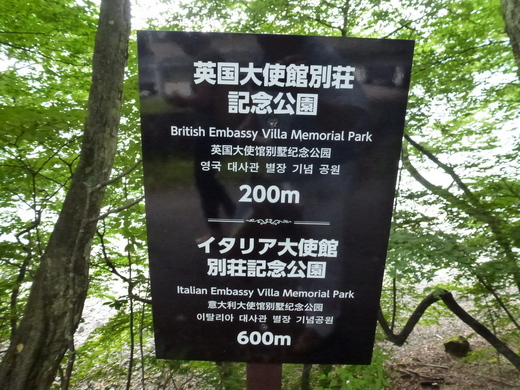 英国大使館別荘
記念公園
British Embassy Villa Memorial Park
英国大使馆別墅纪念公园
영국 대사관 별장 기념 공원
200m
イタリア大使館
別荘記念公園
Italian Embassy Villa Memorial Park
意大利大使馆別墅纪念公园
이탈리아 대사관 별장 기념공원
600m